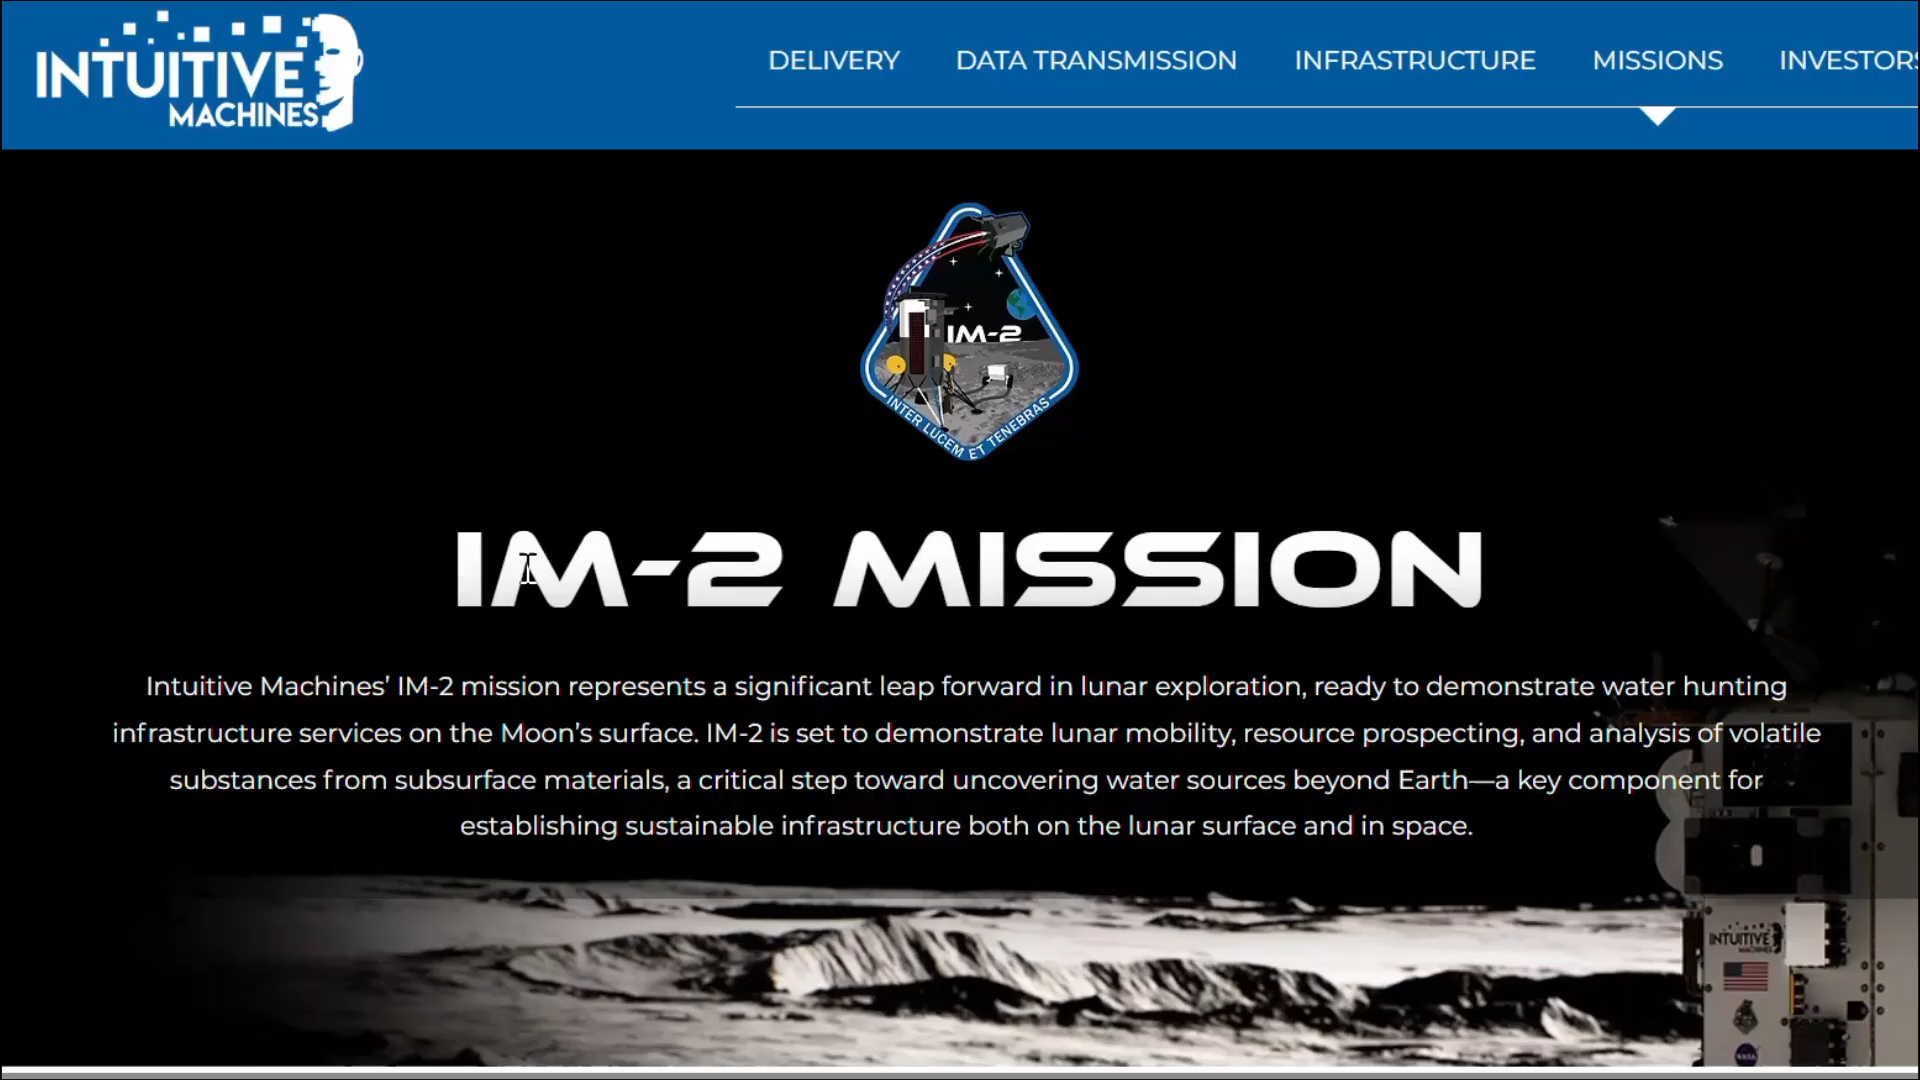 INTUITIVE
MACHINES
DELIVERY DATA TRANSMISSION INFRASTRUCTURE MISSIONS INVESTORS
IM-2
INTER LUCEM ET TENEBRAS
IM-2 MISSION
Intuitive Machines’ IM-2 mission represents a significant leap forward in lunar exploration, ready to demonstrate water hunting
infrastructure services on the Moon’s surface. IM-2 is set to demonstrate lunar mobility, resource prospecting, and analysis of volatile
substances from subsurface materials, a critical step toward uncovering water sources beyond Earth—a key component for
establishing sustainable infrastructure both on the lunar surface and in space.
INTUITIVE
MACHINES
NASA